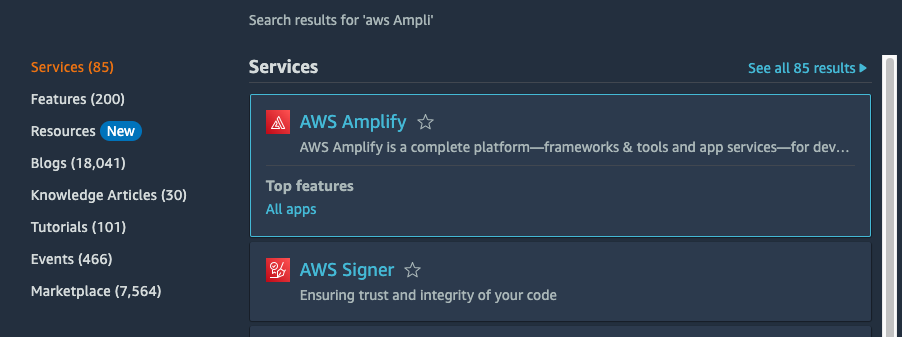 Search results for 'aws Ampli'
Services (85)
Features (200)
Resources New
Blogs (18,041)
Knowledge Articles (30)
Tutorials (101)
Events (466)
Marketplace (7,564)
Services
See all 85 results
AWS Amplify
AWS Amplify is a complete platform—frameworks & tools and app services—for dev…
Top features
All apps
AWS Signer
Ensuring trust and integrity of your code